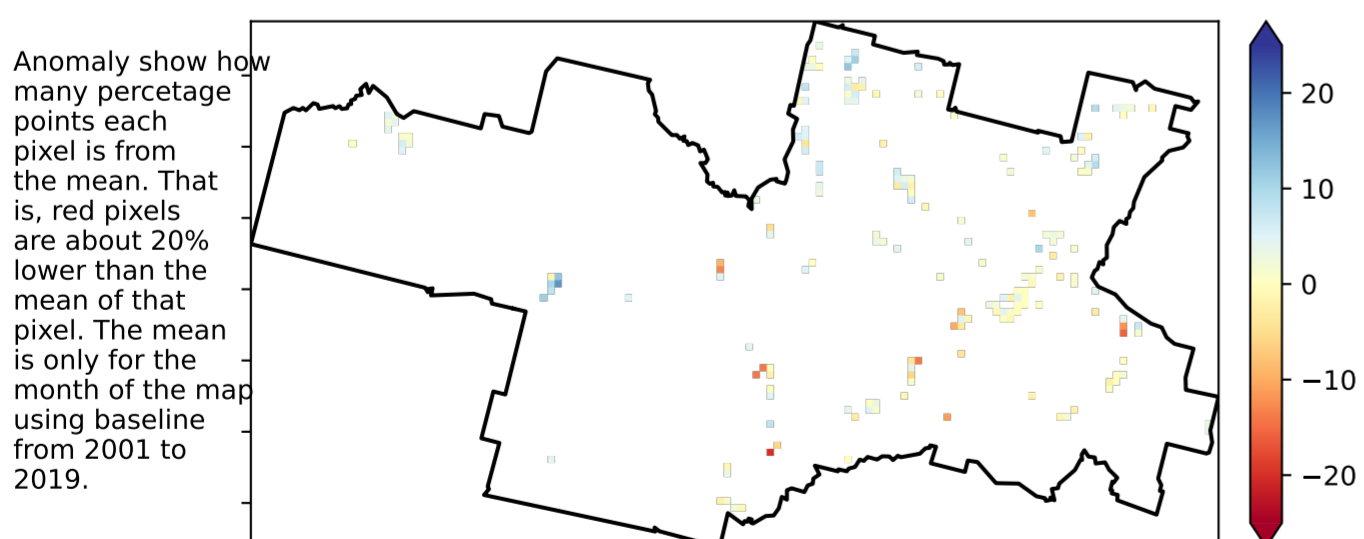 Anomaly show how
many percetage
points each
pixel is from
the mean. That
is, red pixels
are about 20%
lower than the
mean of that
pixel. The mean
is only for the
month of the map
using baseline
from 2001 to
2019.
20
10
0
−10
−20